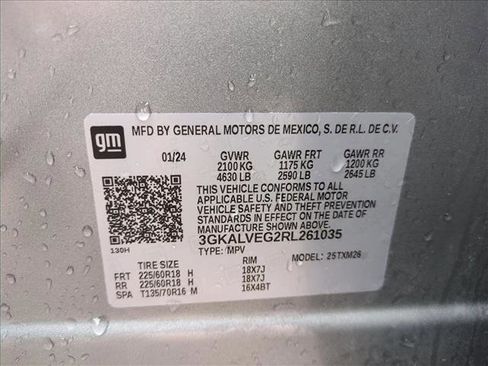 gm
MFD BY GENERAL MOTORS DE MEXICO, S. DE R.L. DE C.V.
01/24 GVWR GAWR FRT GAWR RR
2100 KG 1175 KG 1200 KG
4630 LB 2590 LB 2645 LB
THIS VEHICLE CONFORMS TO ALL
APPLICABLE U.S. FEDERAL MOTOR
VEHICLE SAFETY AND THEFT PREVENTION
STANDARDS IN EFFECT ON THE DATE OF
MANUFACTURE SHOWN ABOVE.
3GKALVEG2RL261035
130H TYPE: MPV MODEL: 25TXM26
TIRE SIZE RIM
FRT 225/60R18 H 18X7J
RR 225/60R18 H 18X7J
SPA T135/70R16 M 16X4BT